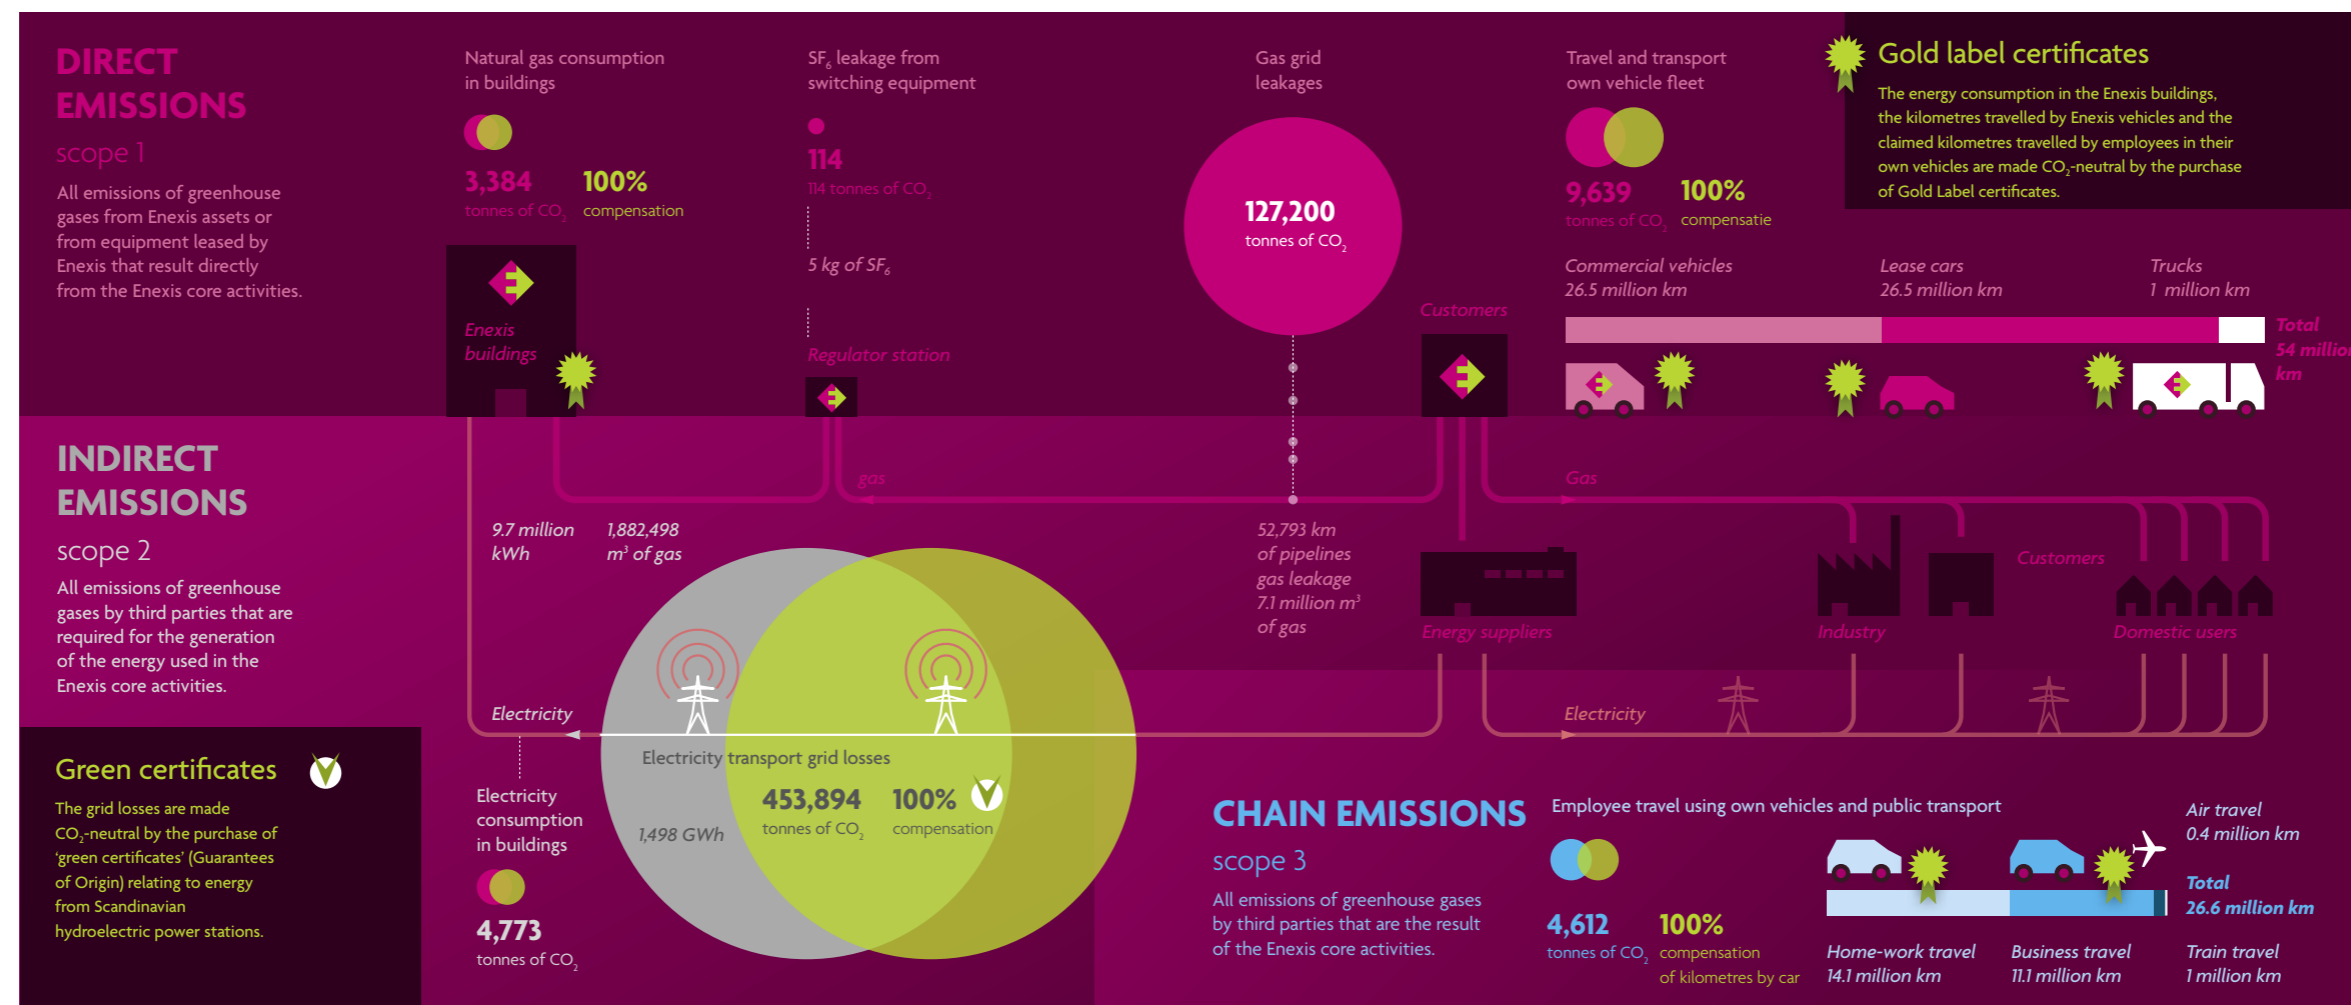 DIRECT
EMISSIONS
scope 1
All emissions of greenhouse
gases from Enexis assets or
from equipment leased by
Enexis that result directly
from the Enexis core activities.
Natural gas consumption
in buildings
3,384
tonnes of CO₂
100%
compensation
Enexis
buildings
SF₆ leakage from
switching equipment
114
114 tonnes of CO₂
5 kg of SF₆
Regulator station
Gas grid
leakages
127,200
tonnes of CO₂
Customers
Travel and transport
own vehicle fleet
9,639
tonnes of CO₂
100%
compensatie
Commercial vehicles
26.5 million km
Lease cars
26.5 million km
Trucks
1 million km
Total
54 million
km
Gold label certificates
The energy consumption in the Enexis buildings,
the kilometres travelled by Enexis vehicles and the
claimed kilometres travelled by employees in their
own vehicles are made CO₂-neutral by the purchase
of Gold Label certificates.
INDIRECT
EMISSIONS
scope 2
All emissions of greenhouse
gases by third parties that are
required for the generation
of the energy used in the
Enexis core activities.
9.7 million
kWh
1,882,498
m³ of gas
gas
52,793 km
of pipelines
gas leakage
7.1 million m³
of gas
Gas
Energy suppliers
Industry
Customers
Domestic users
Electricity
Electricity
Electricity transport grid losses
1,498 GWh
453,894
tonnes of CO₂
100%
compensation
Electricity
consumption
in buildings
4,773
tonnes of CO₂
Green certificates
The grid losses are made
CO₂-neutral by the purchase of
‘green certificates’ (Guarantees
of Origin) relating to energy
from Scandinavian
hydroelectric power stations.
CHAIN EMISSIONS
scope 3
All emissions of greenhouse gases
by third parties that are the result
of the Enexis core activities.
Employee travel using own vehicles and public transport
4,612
tonnes of CO₂
100%
compensation
of kilometres by car
Home-work travel
14.1 million km
Business travel
11.1 million km
Air travel
0.4 million km
Total
26.6 million km
Train travel
1 million km